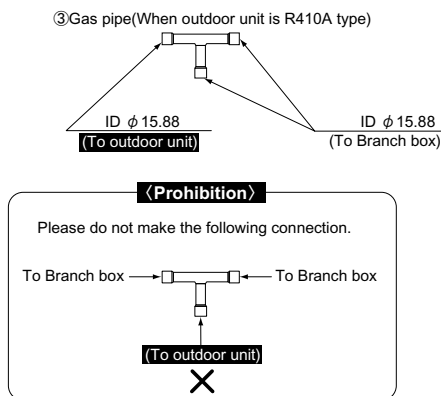 ③Gas pipe(When outdoor unit is R410A type)
ID φ15.88
(To outdoor unit)
ID φ15.88
(To Branch box)
〈Prohibition〉
Please do not make the following connection.
To Branch box
To Branch box
(To outdoor unit)